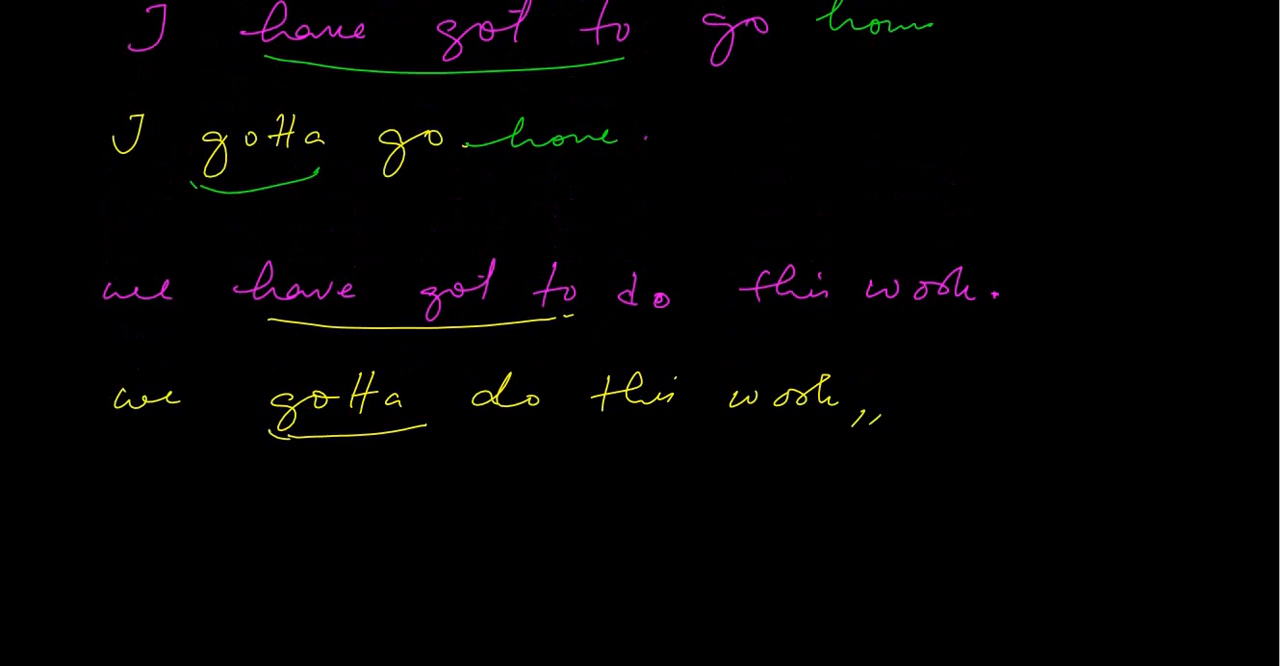 I have got to go home
I gotta go home.
we have got to do this work.
we gotta do this work,,